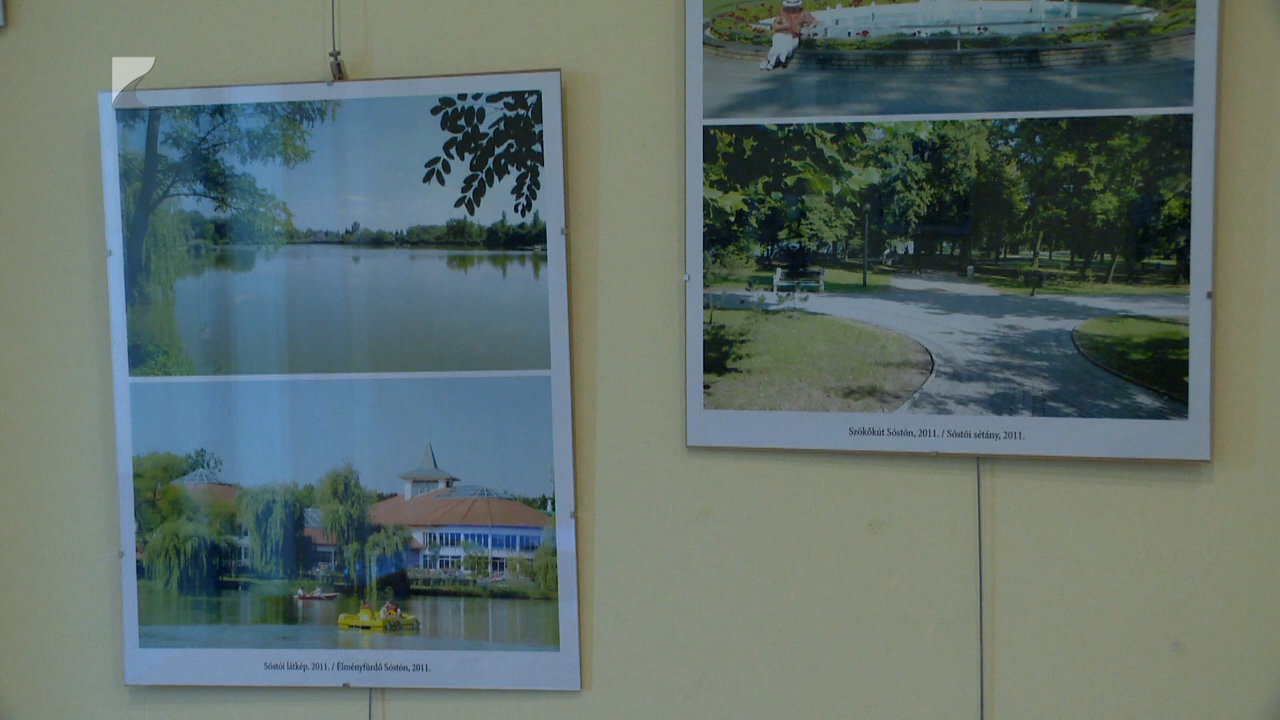 Szökőkút Sóstón, 2011. / Sóstói sétány, 2011.
Sóstói látkép, 2011. / Élményfürdő Sóstón, 2011.